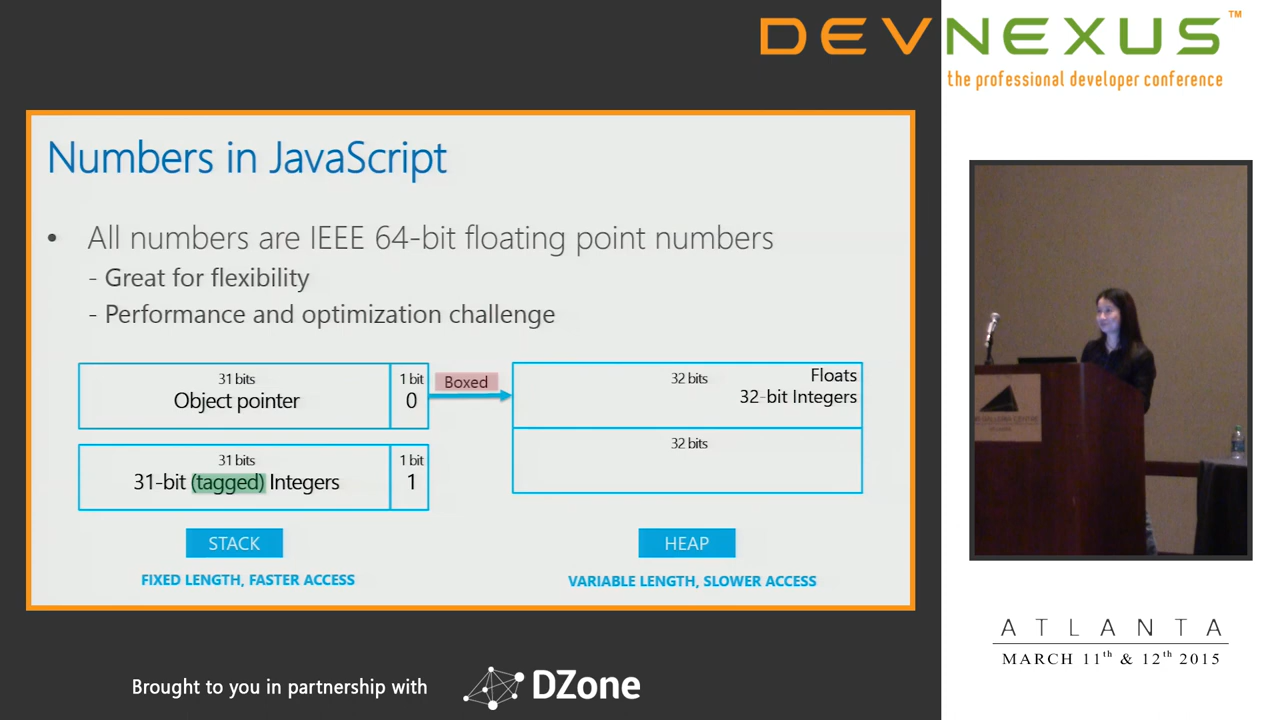 DEVNEXUS™
the professional developer conference
Numbers in JavaScript
• All numbers are IEEE 64-bit floating point numbers
- Great for flexibility
- Performance and optimization challenge
31 bits
Object pointer
1 bit
0
Boxed
32 bits
Floats
32-bit Integers
32 bits
31 bits
31-bit (tagged) Integers
1 bit
1
STACK
HEAP
FIXED LENGTH, FASTER ACCESS
VARIABLE LENGTH, SLOWER ACCESS
ATLANTA
MARCH 11th & 12th 2015
Brought to you in partnership with
DZone